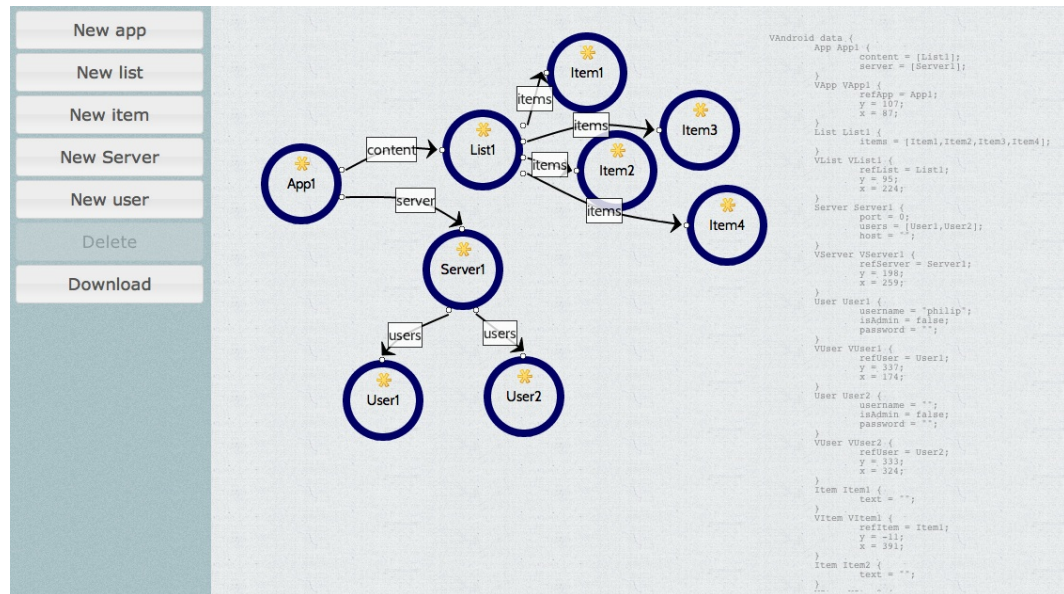 New app
New list
New item
New Server
New user
Delete
Download
Item1
items
Item3
items
content
List1
items
Item2
App1
server
items
Item4
Server1
users
users
User1
User2
VAndroid data {
App App1 {
content = [List1];
server = [Server1];
}
VApp VApp1 {
refApp = App1;
y = 107;
x = 87;
}
List List1 {
items = [Item1,Item2,Item3,Item4];
}
VList VList1 {
refList = List1;
y = 95;
x = 224;
}
Server Server1 {
port = 0;
users = [User1,User2];
host = "";
}
VServer VServer1 {
refServer = Server1;
y = 198;
x = 259;
}
User User1 {
username = "philip";
isAdmin = false;
password = "";
}
VUser VUser1 {
refUser = User1;
y = 337;
x = 174;
}
User User2 {
username = "";
isAdmin = false;
password = "";
}
VUser VUser2 {
refUser = User2;
y = 333;
x = 324;
}
Item Item1 {
text = "";
}
VItem VItem1 {
refItem = Item1;
y = -11;
x = 391;
}
Item Item2 {
text = "";
}